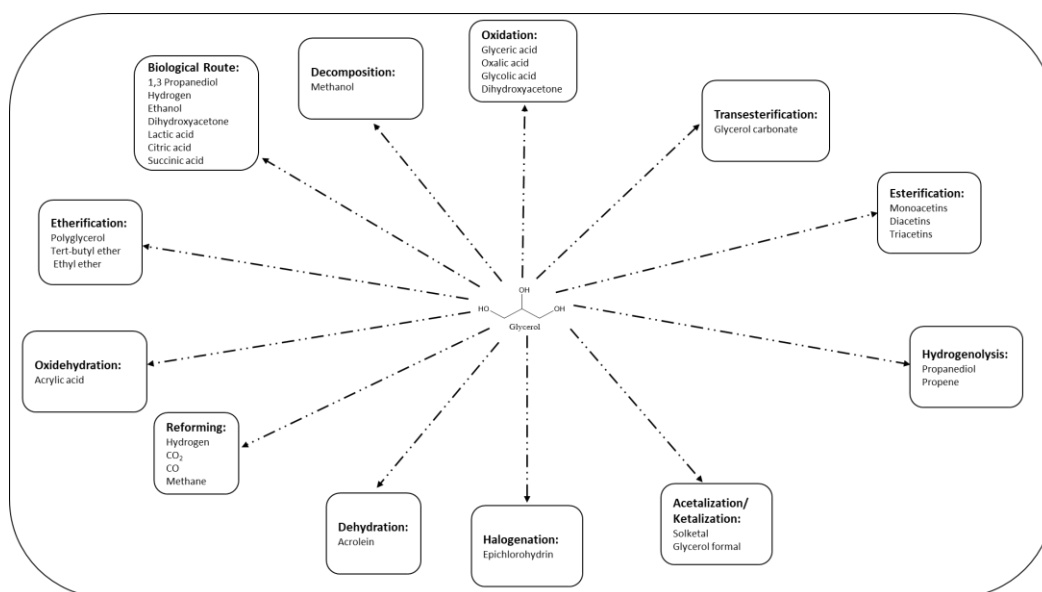 Oxidation:
Glyceric acid
Oxalic acid
Glycolic acid
Dihydroxyacetone
Decomposition:
Methanol
Biological Route:
1,3 Propanediol
Hydrogen
Ethanol
Dihydroxyacetone
Lactic acid
Citric acid
Succinic acid
Transesterification:
Glycerol carbonate
Esterification:
Monoacetins
Diacetins
Triacetins
Etherification:
Polyglycerol
Tert-butyl ether
Ethyl ether
OH
HO
OH
Glycerol
Hydrogenolysis:
Propanediol
Propene
Oxidehydration:
Acrylic acid
Reforming:
Hydrogen
CO₂
CO
Methane
Dehydration:
Acrolein
Halogenation:
Epichlorohydrin
Acetalization/
Ketalization:
Solketal
Glycerol formal